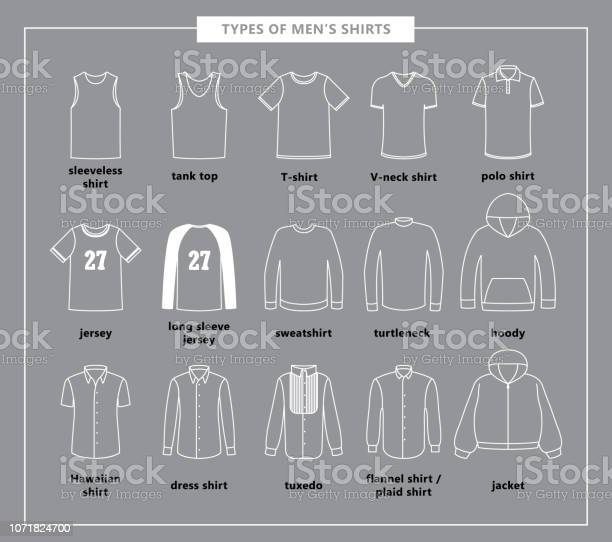 TYPES OF MEN'S SHIRTS
sleeveless
shirt
tank top
T-shirt
V-neck shirt
polo shirt
27
27
jersey
long sleeve
jersey
sweatshirt
turtleneck
hoody
Hawaiian
shirt
dress shirt
tuxedo
flannel shirt /
plaid shirt
jacket
iStock
by Getty Images
1071824700